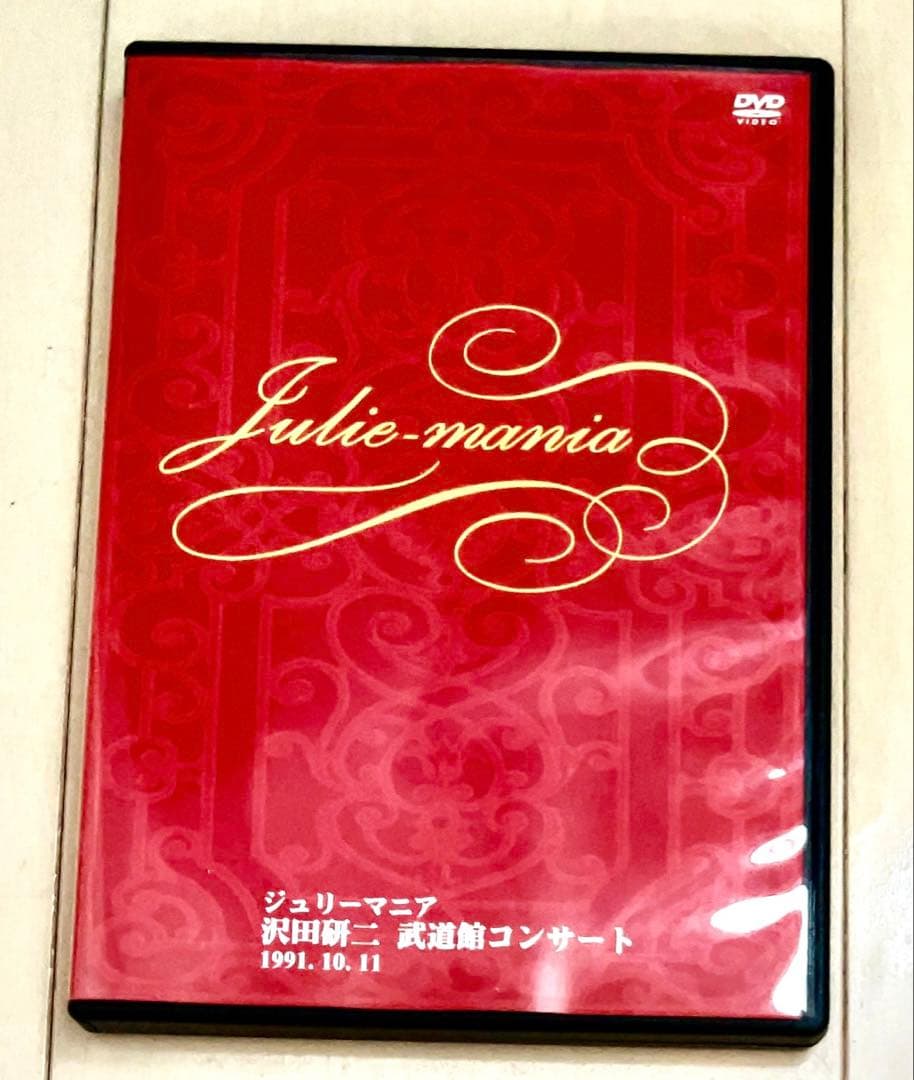 DVD
VIDEO
Julie-mania
ジュリーマニア
沢田研二 武道館コンサート
1991. 10. 11